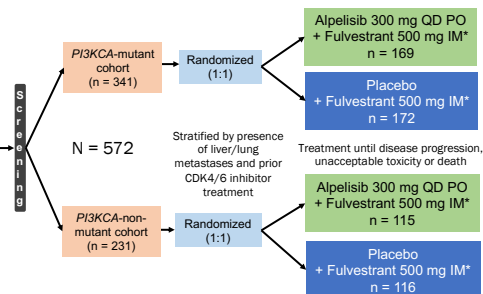 Screening
PI3KCA-mutant
cohort
(n = 341)
Randomized
(1:1)
Alpelisib 300 mg QD PO
+ Fulvestrant 500 mg IM*
n = 169
Placebo
+ Fulvestrant 500 mg IM*
n = 172
N = 572
Stratified by presence
of liver/lung
metastases and prior
CDK4/6 inhibitor
treatment
Treatment until disease progression,
unacceptable toxicity or death
PI3KCA-non-
mutant cohort
(n = 231)
Randomized
(1:1)
Alpelisib 300 mg QD PO
+ Fulvestrant 500 mg IM*
n = 115
Placebo
+ Fulvestrant 500 mg IM*
n = 116